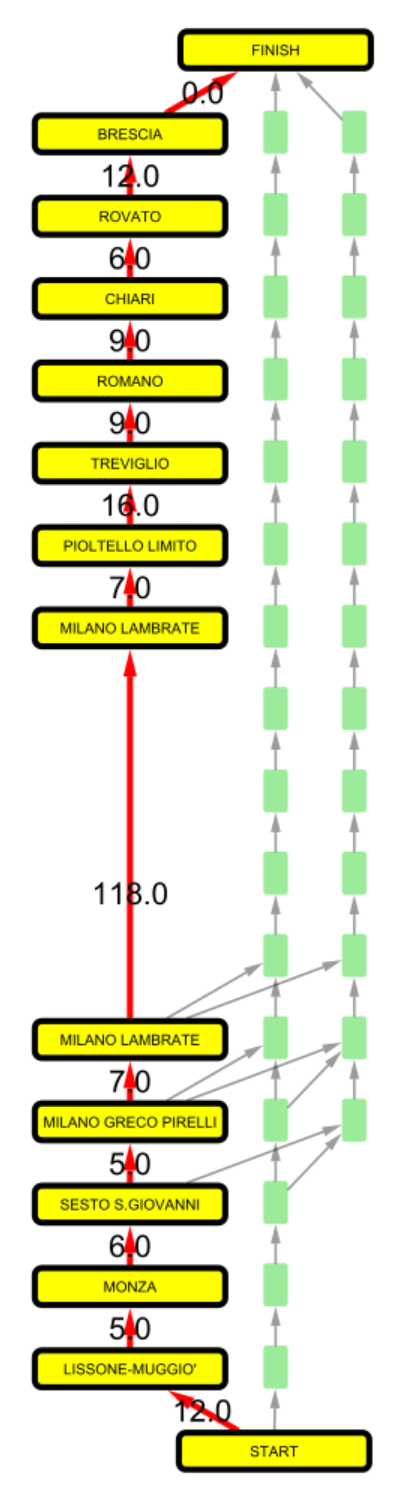 FINISH
0.0
BRESCIA
12.0
ROVATO
6.0
CHIARI
9.0
ROMANO
9.0
TREVIGLIO
16.0
PIOLTELLO LIMITO
7.0
MILANO LAMBRATE
118.0
MILANO LAMBRATE
7.0
MILANO GRECO PIRELLI
5.0
SESTO S.GIOVANNI
6.0
MONZA
5.0
LISSONE-MUGGIO'
12.0
START